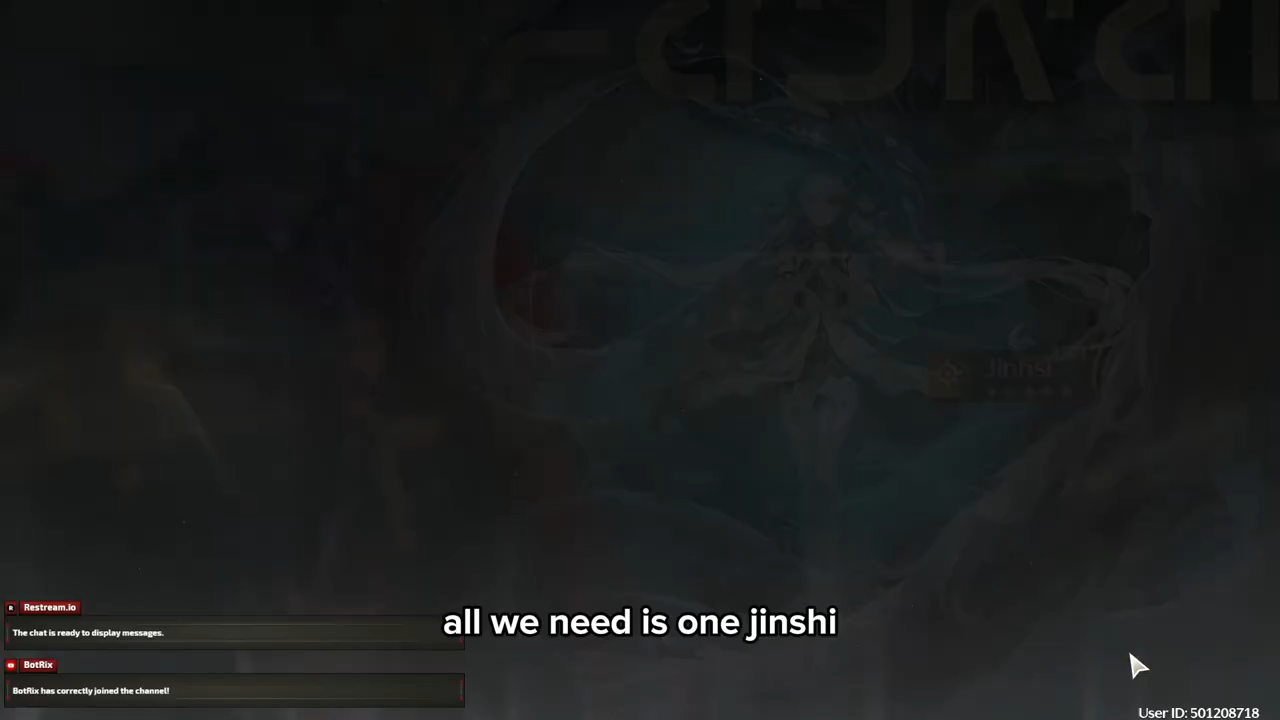 Jinhsi
Restream.io
The chat is ready to display messages.
all we need is one jinshi
BotRix
BotRix has correctly joined the channel!
User ID: 501208718